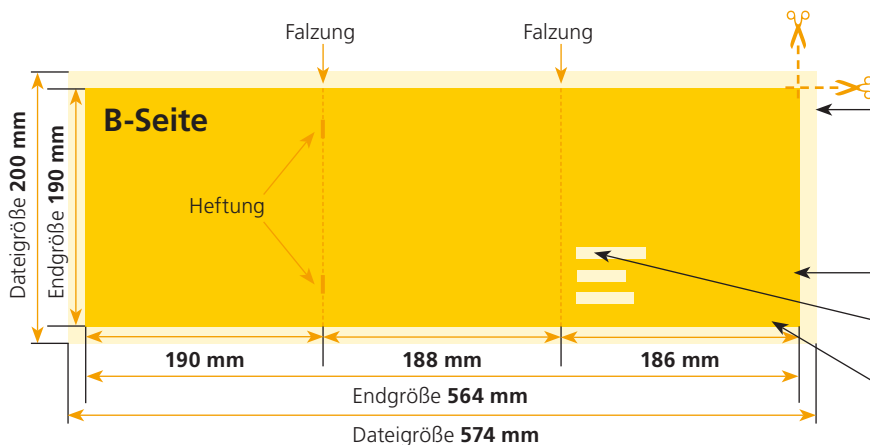 Falzung
Falzung
B-Seite
Heftung
Dateigröße 200 mm
Endgröße 190 mm
190 mm
188 mm
186 mm
Endgröße 564 mm
Dateigröße 574 mm